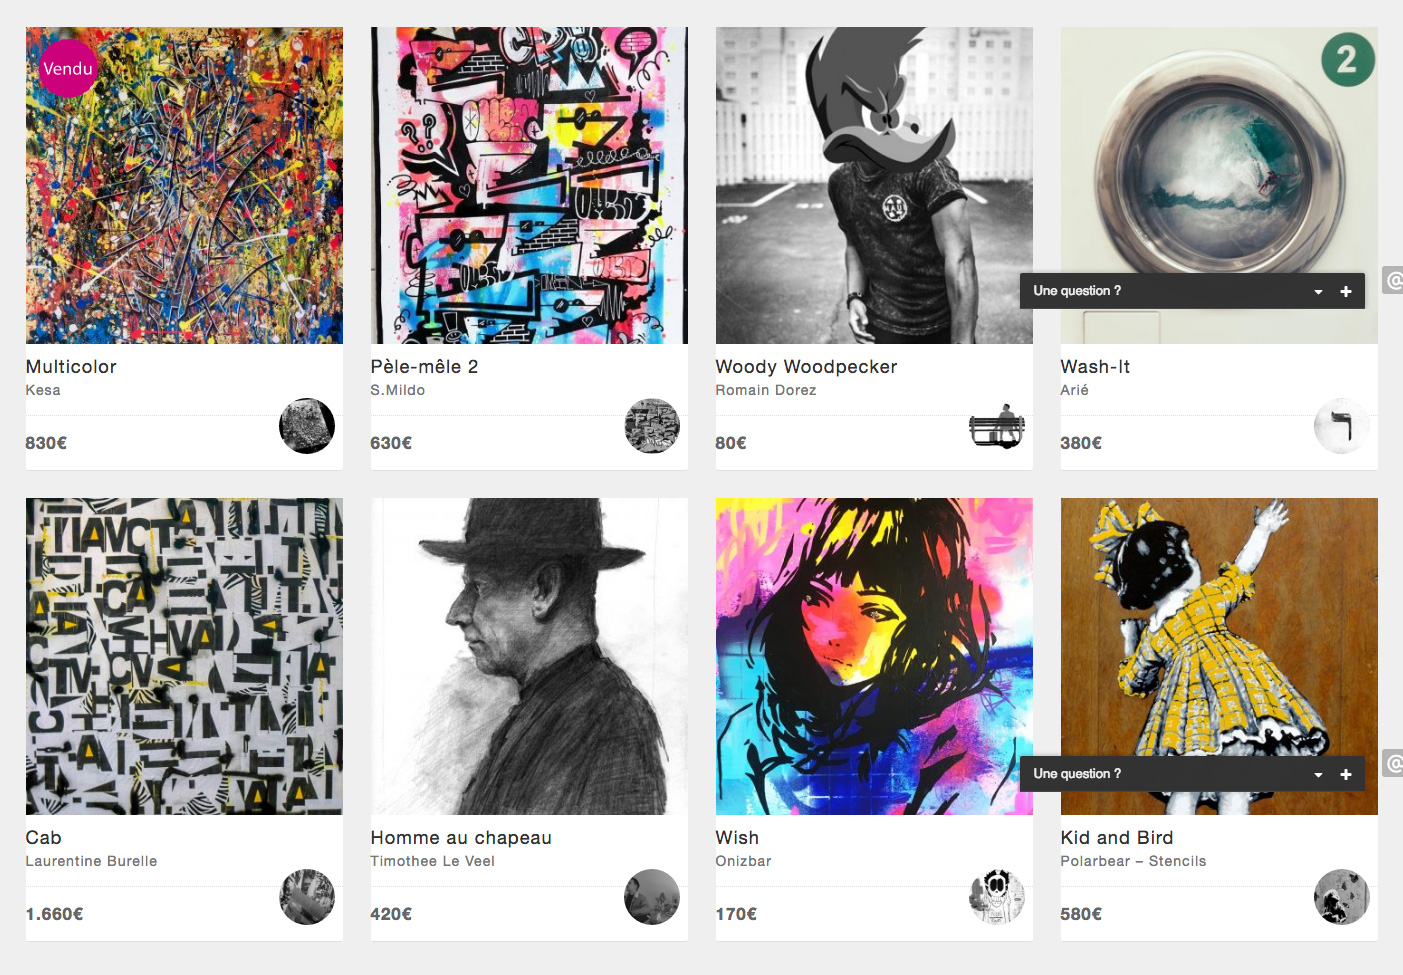 Vendu
2
MAUI
Une question ?
Multicolor
Kesa
830€
Pèle-mêle 2
S.Mildo
630€
Woody Woodpecker
Romain Dorez
80€
Wash-It
Arié
380€
Une question ?
Cab
Laurentine Burelle
1.660€
Homme au chapeau
Timothee Le Veel
420€
Wish
Onizbar
170€
Kid and Bird
Polarbear – Stencils
580€